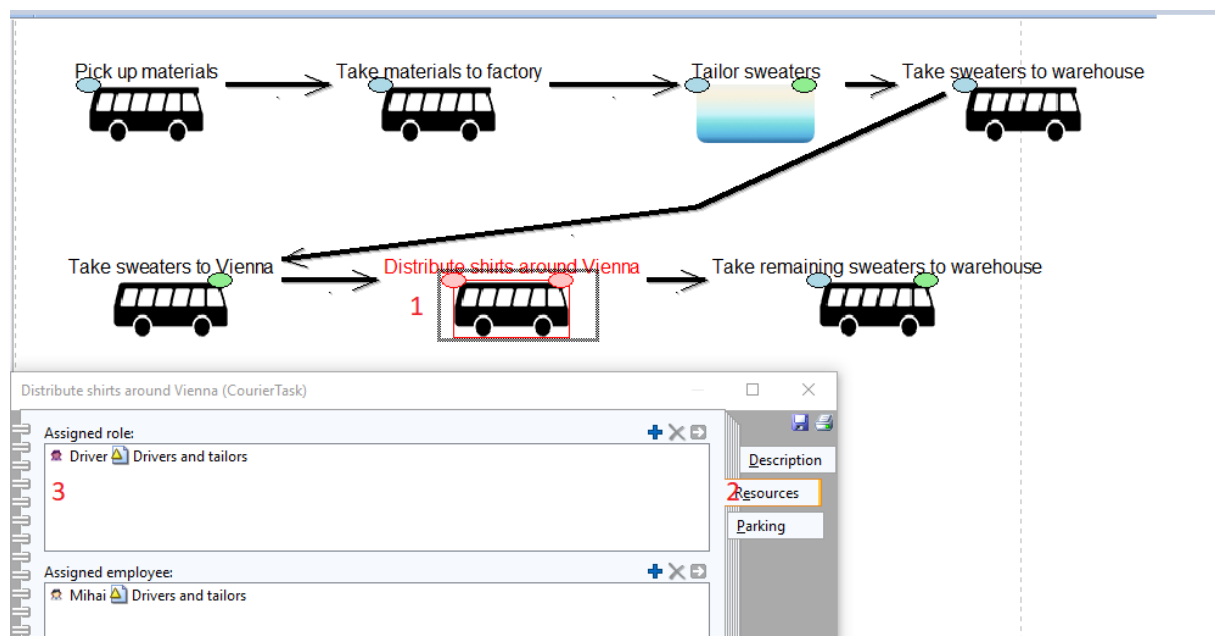 Pick up materials
Take materials to factory
Tailor sweaters
Take sweaters to warehouse
Take sweaters to Vienna
Distribute shirts around Vienna
Take remaining sweaters to warehouse
1
Distribute shirts around Vienna (CourierTask)
Assigned role:
Driver Drivers and tailors
3
Description
2
Resources
Parking
Assigned employee:
Mihai Drivers and tailors